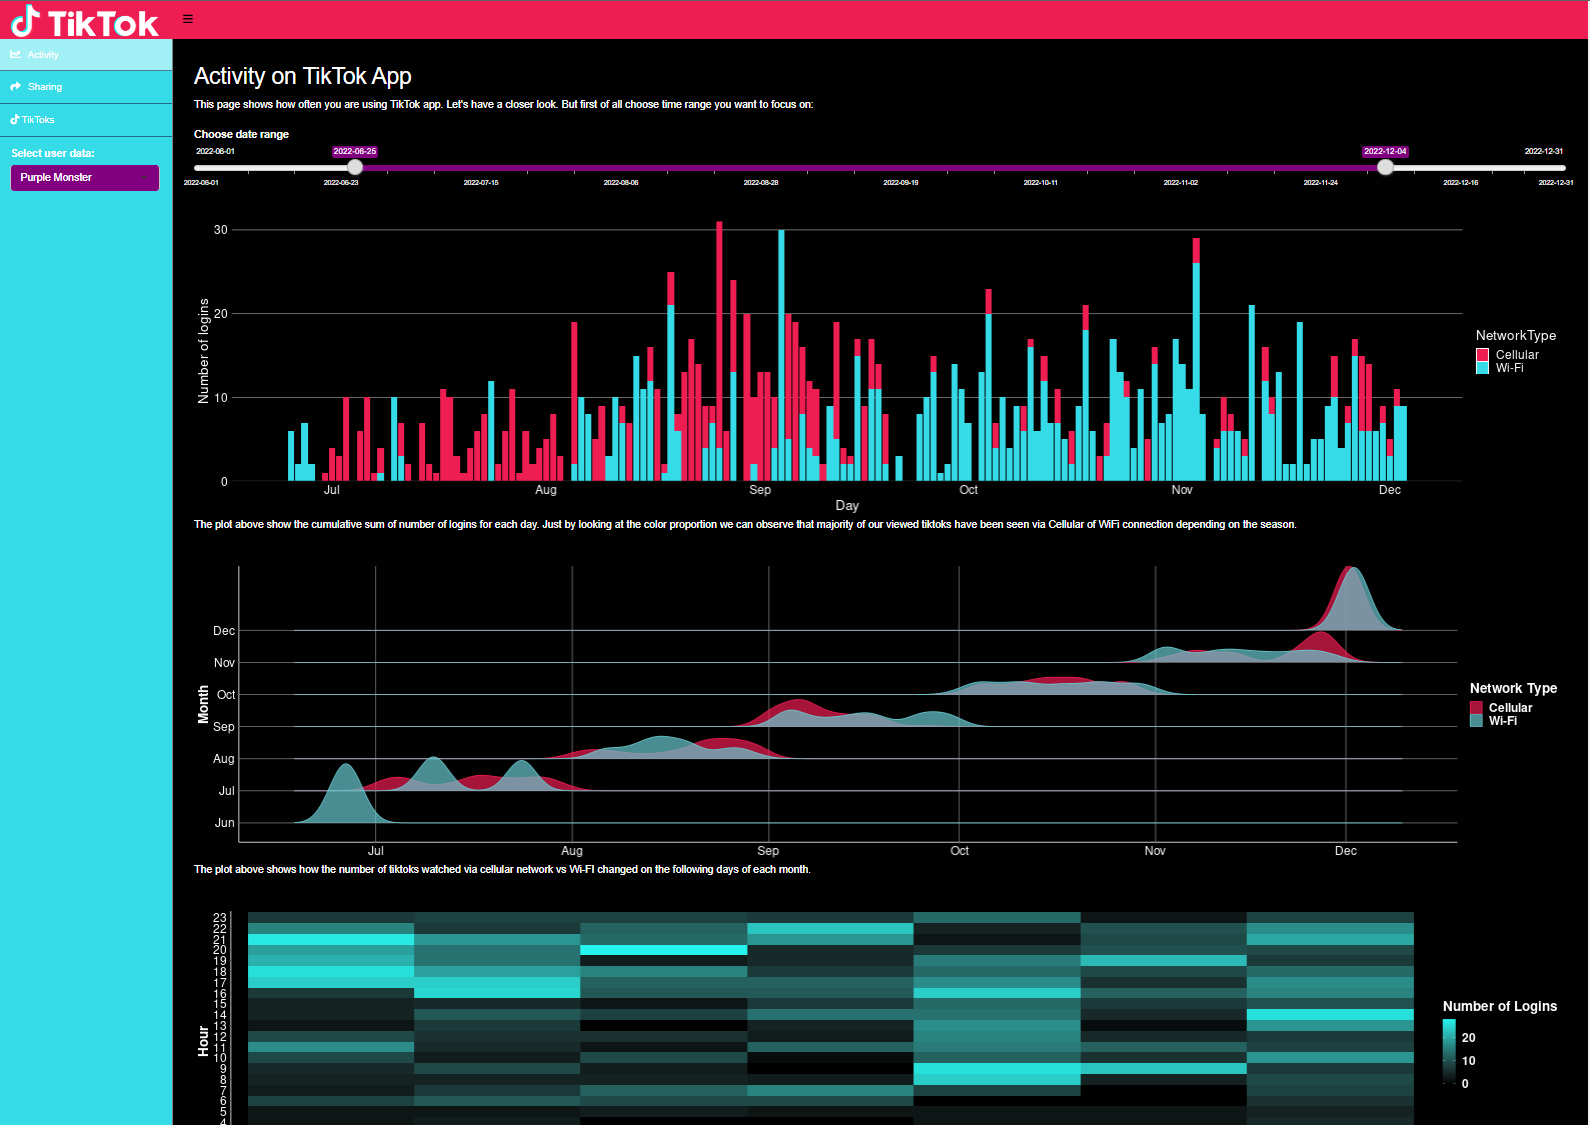 TikTok
Activity
Sharing
TikToks
Select user data:
Purple Monster
Activity on TikTok App
This page shows how often you are using TikTok app. Let's have a closer look. But first of all choose time range you want to focus on:
Choose date range
2022-06-01 2022-06-25 2022-12-04 2022-12-31
2022-06-01 2022-06-23 2022-07-15 2022-08-06 2022-08-28 2022-09-19 2022-10-11 2022-11-02 2022-11-24 2022-12-16 2022-12-31
Number of logins
30
20
10
0
Jul Aug Sep Oct Nov Dec
Day
NetworkType
Cellular
Wi-Fi
The plot above show the cumulative sum of number of logins for each day. Just by looking at the color proportion we can observe that majority of our viewed tiktoks have been seen via Cellular of WiFi connection depending on the season.
Month
Dec
Nov
Oct
Sep
Aug
Jul
Jun
Jul Aug Sep Oct Nov Dec
Network Type
Cellular
Wi-Fi
The plot above shows how the number of tiktoks watched via cellular network vs Wi-FI changed on the following days of each month.
Hour
23
22
21
20
19
18
17
16
15
14
13
12
11
10
9
8
7
6
5
4
Number of Logins
20
10
0